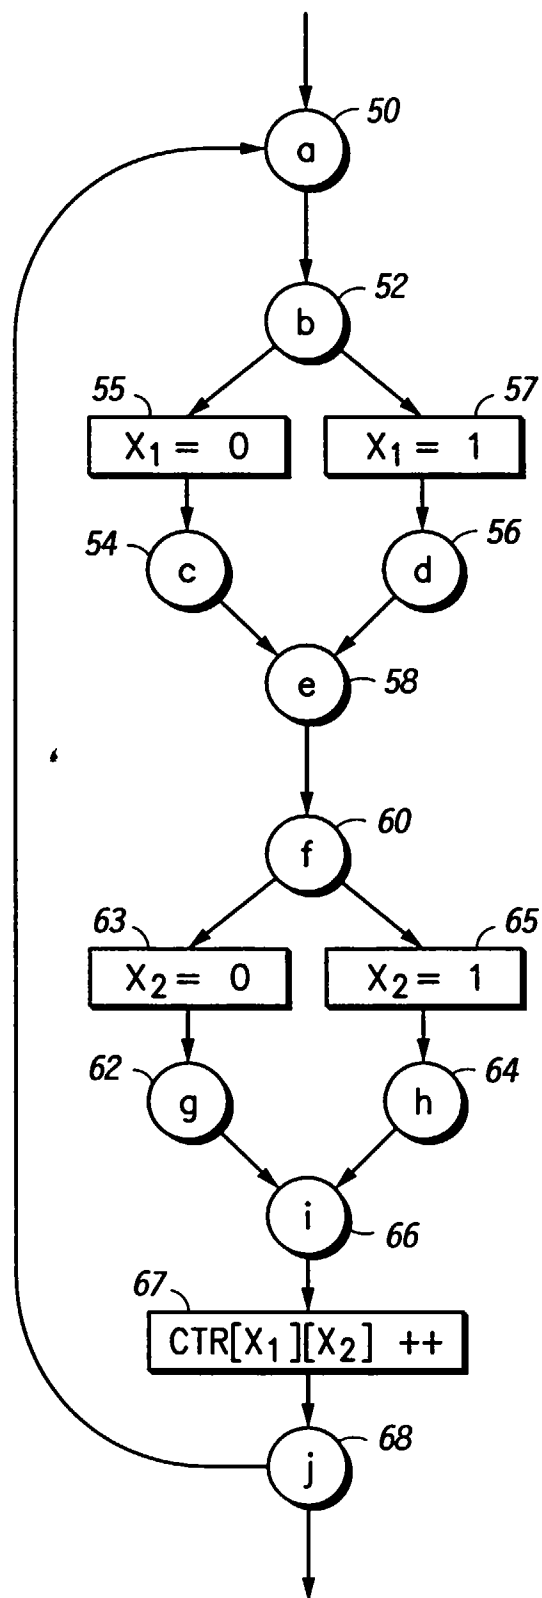 50
a
52
b
55
57
X1 = 0
X1 = 1
54
56
c
d
e
58
60
f
63
65
X2 = 0
X2 = 1
62
64
g
h
i
66
67
CTR[X1][X2] ++
68
j